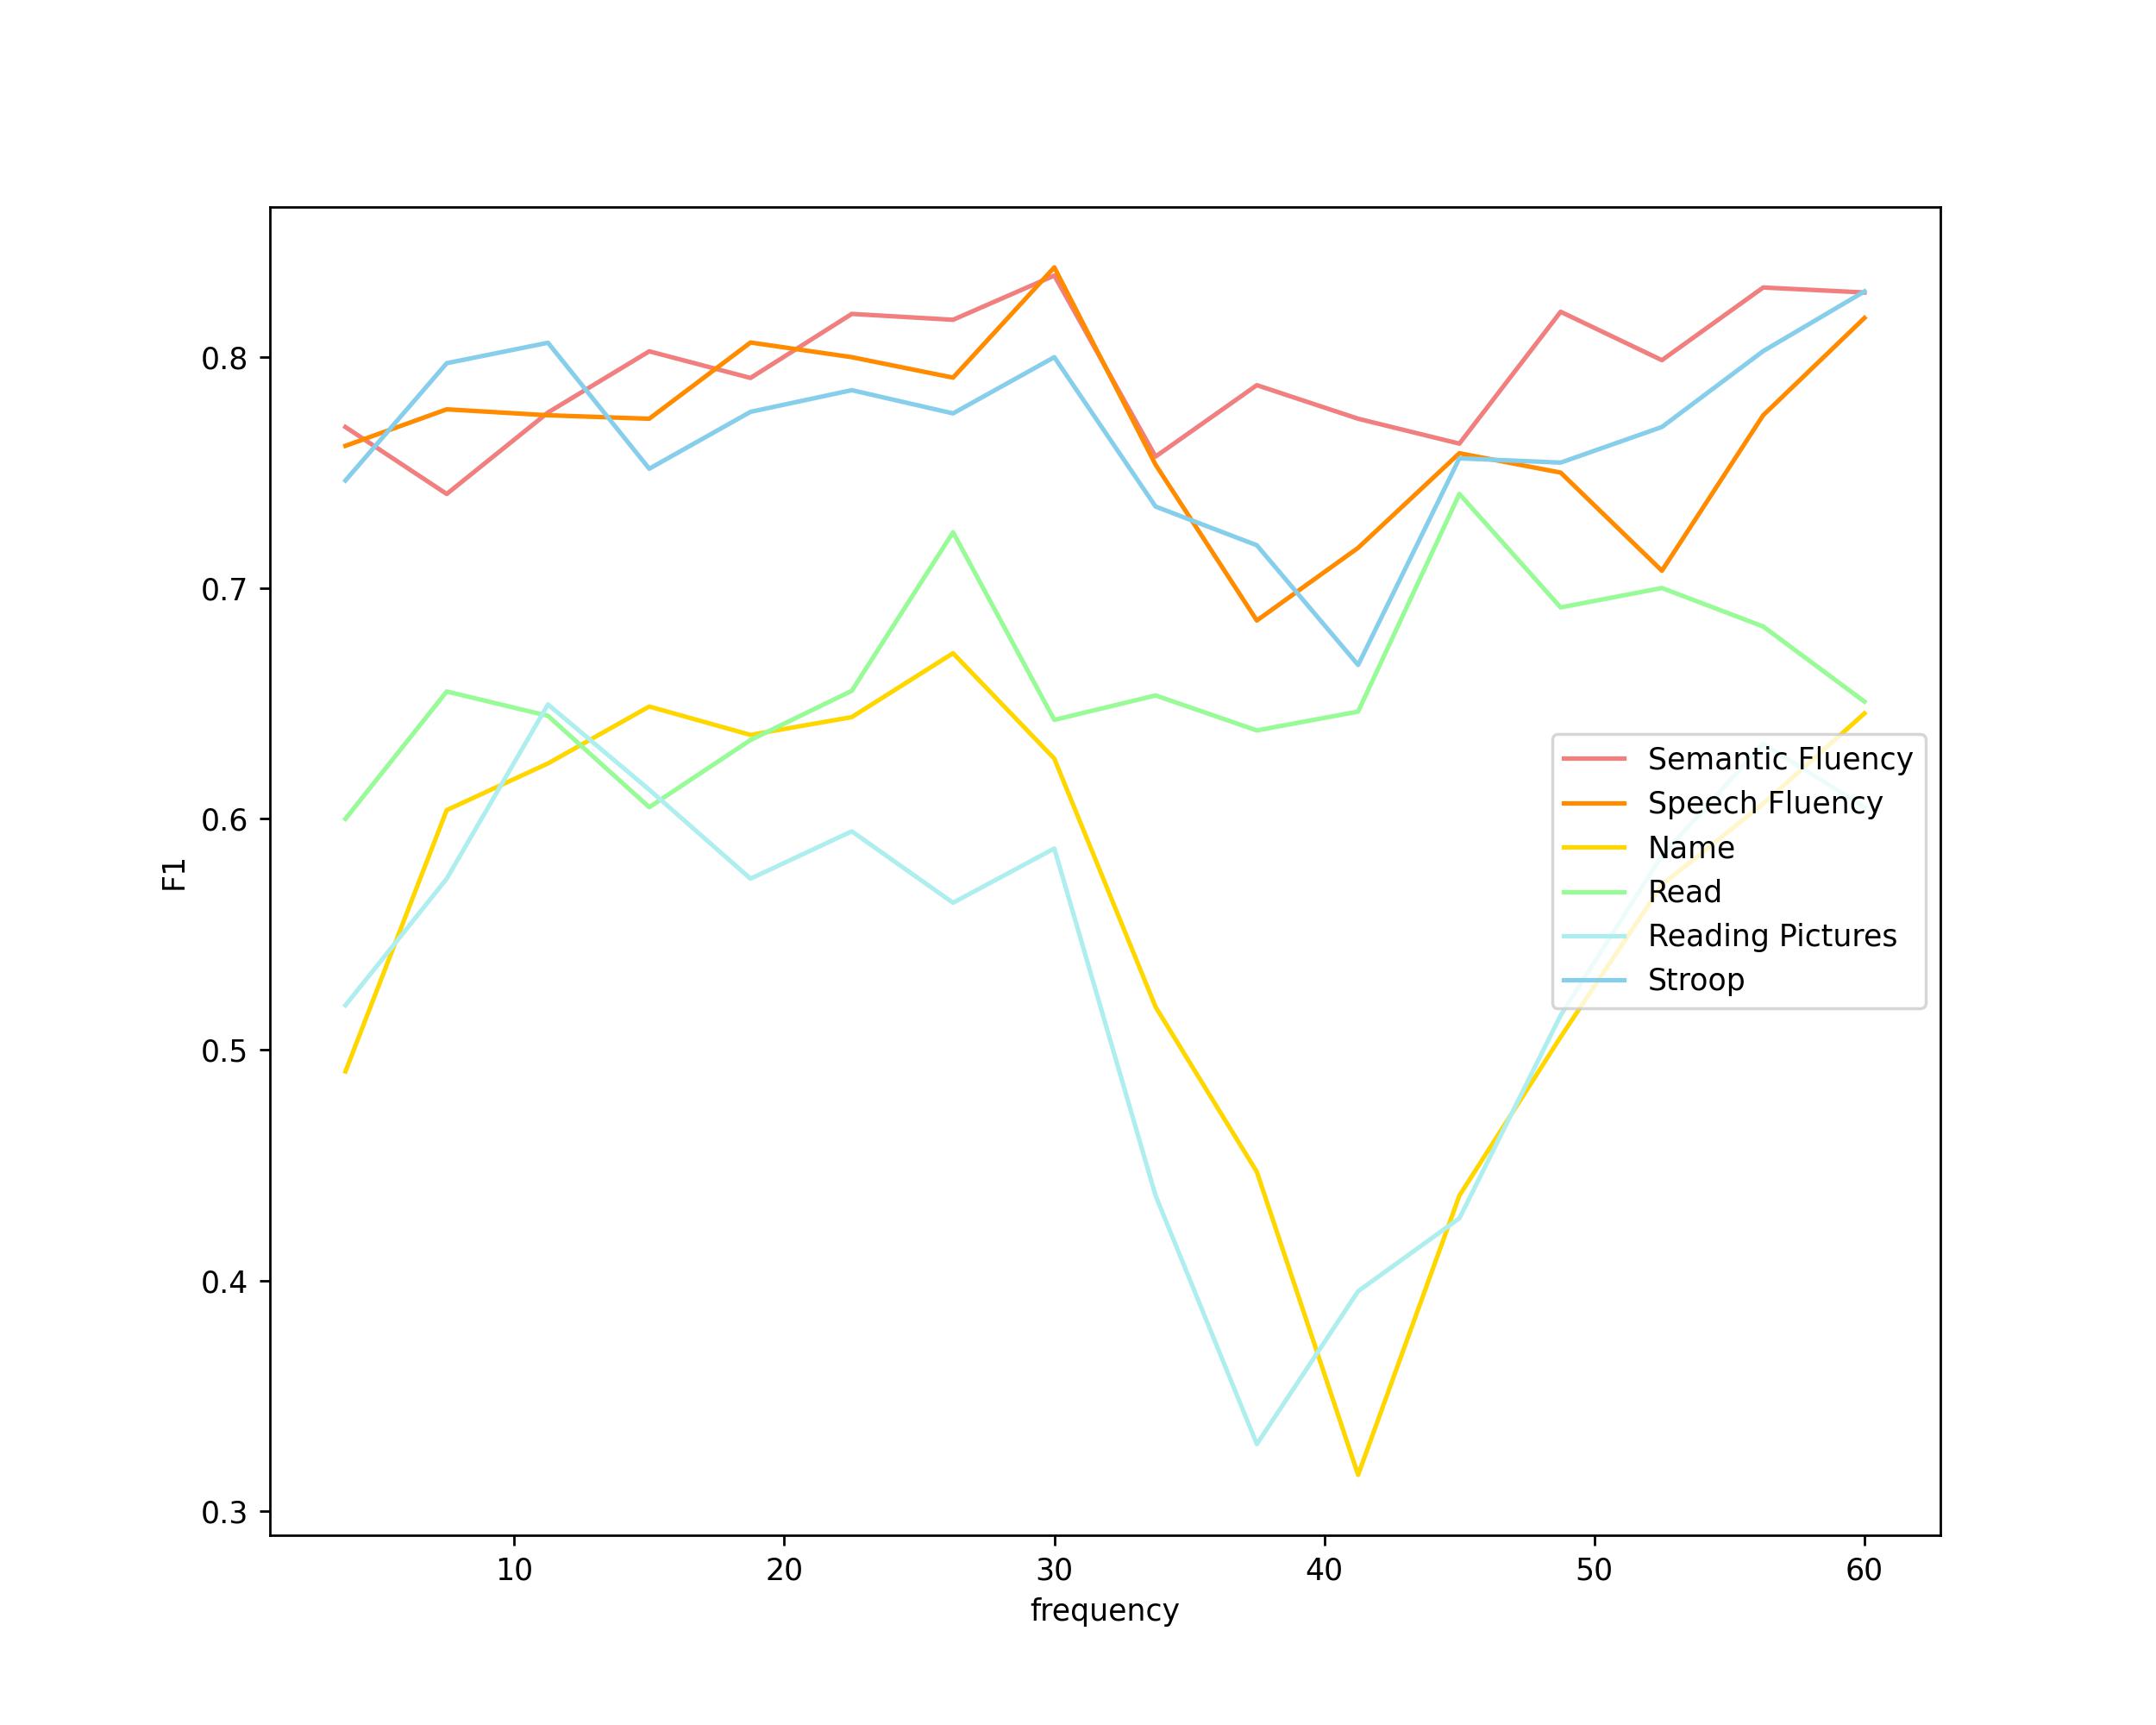 0.8
0.7
0.6
0.5
0.4
0.3
F1
10 20 30 40 50 60
frequency
Semantic Fluency
Speech Fluency
Name
Read
Reading Pictures
Stroop